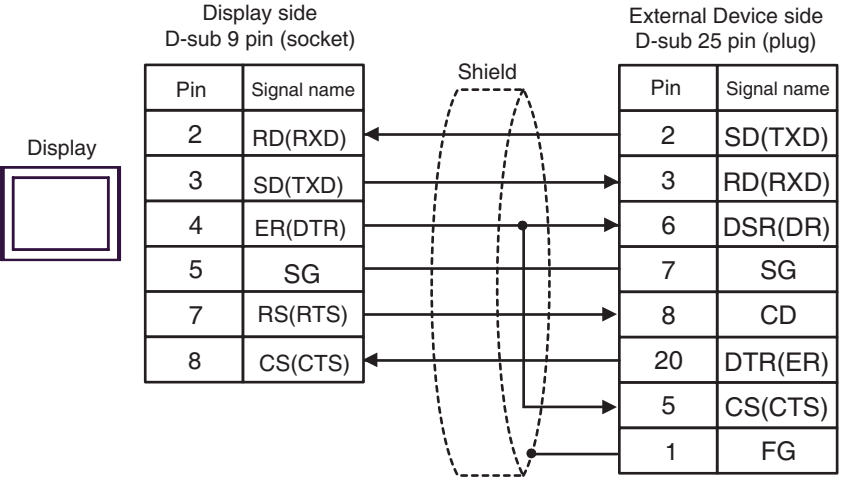 Display side
D-sub 9 pin (socket)
External Device side
D-sub 25 pin (plug)
Shield
Display
Pin Signal name
2 RD(RXD)
3 SD(TXD)
4 ER(DTR)
5 SG
7 RS(RTS)
8 CS(CTS)
Pin Signal name
2 SD(TXD)
3 RD(RXD)
6 DSR(DR)
7 SG
8 CD
20 DTR(ER)
5 CS(CTS)
1 FG